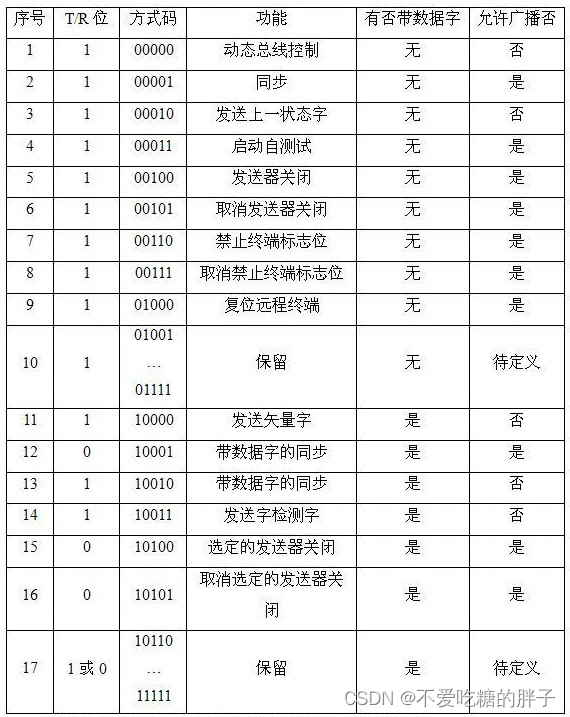 序号 T/R 位 方式码 功能 有否带数据字 允许广播否
1 1 00000 动态总线控制 无 否
2 1 00001 同步 无 是
3 1 00010 发送上一状态字 无 否
4 1 00011 启动自测试 无 是
5 1 00100 发送器关闭 无 是
6 1 00101 取消发送器关闭 无 是
7 1 00110 禁止终端标志位 无 是
8 1 00111 取消禁止终端标志位 无 是
9 1 01000 复位远程终端 无 是
01001
10 1 … 保留 无 待定义
01111
11 1 10000 发送矢量字 是 否
12 0 10001 带数据字的同步 是 是
13 1 10010 带数据字的同步 是 否
14 1 10011 发送字检测字 是 否
15 0 10100 选定的发送器关闭 是 是
取消选定的发送器关
16 0 10101 是 是
闭
10110
17 1 或 0 … 保留 是 待定义
11111
CSDN @不爱吃糖的胖子